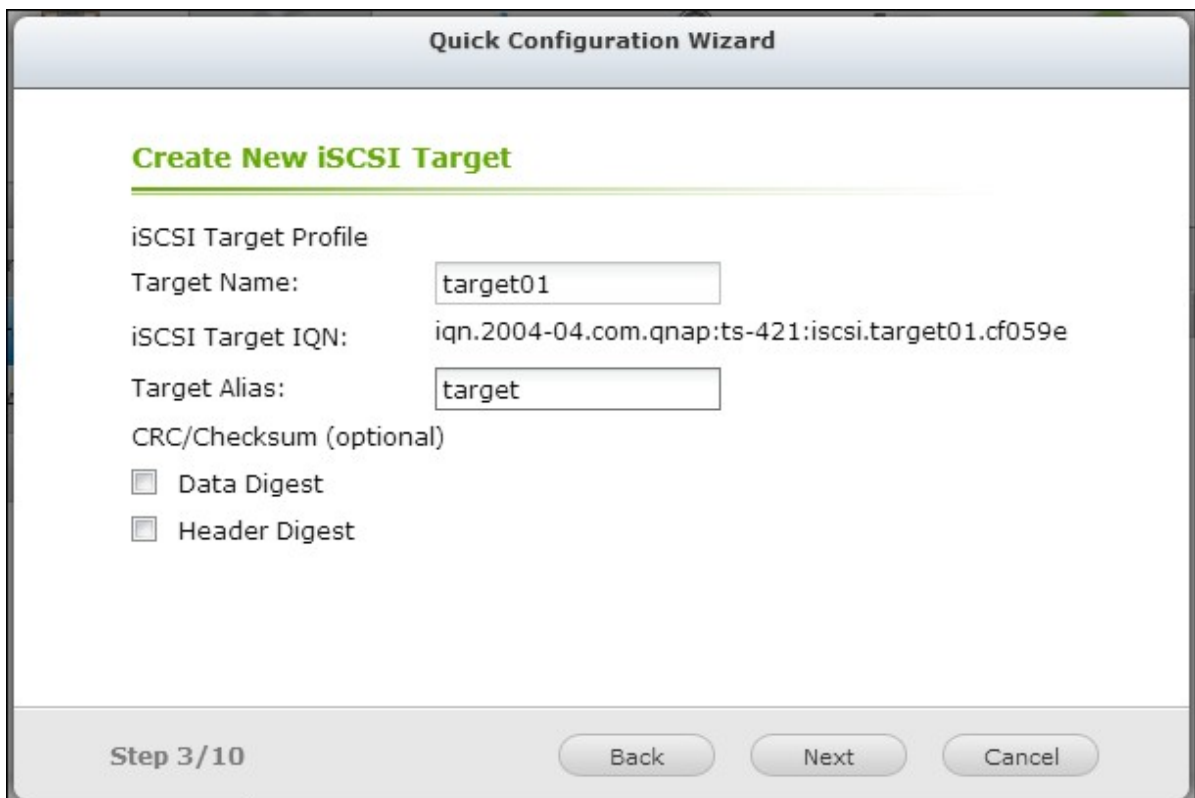 Quick Configuration Wizard
Create New iSCSI Target
iSCSI Target Profile
Target Name: target01
iSCSI Target IQN: iqn.2004-04.com.qnap:ts-421:iscsi.target01.cf059e
Target Alias: target
CRC/Checksum (optional)
Data Digest
Header Digest
Step 3/10 Back Next Cancel